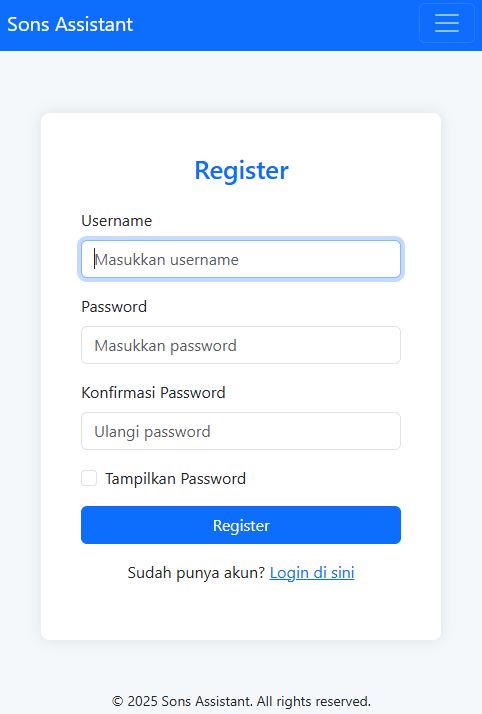 Sons Assistant
Register
Username
Masukkan username
Password
Masukkan password
Konfirmasi Password
Ulangi password
Tampilkan Password
Register
Sudah punya akun? Login di sini
© 2025 Sons Assistant. All rights reserved.